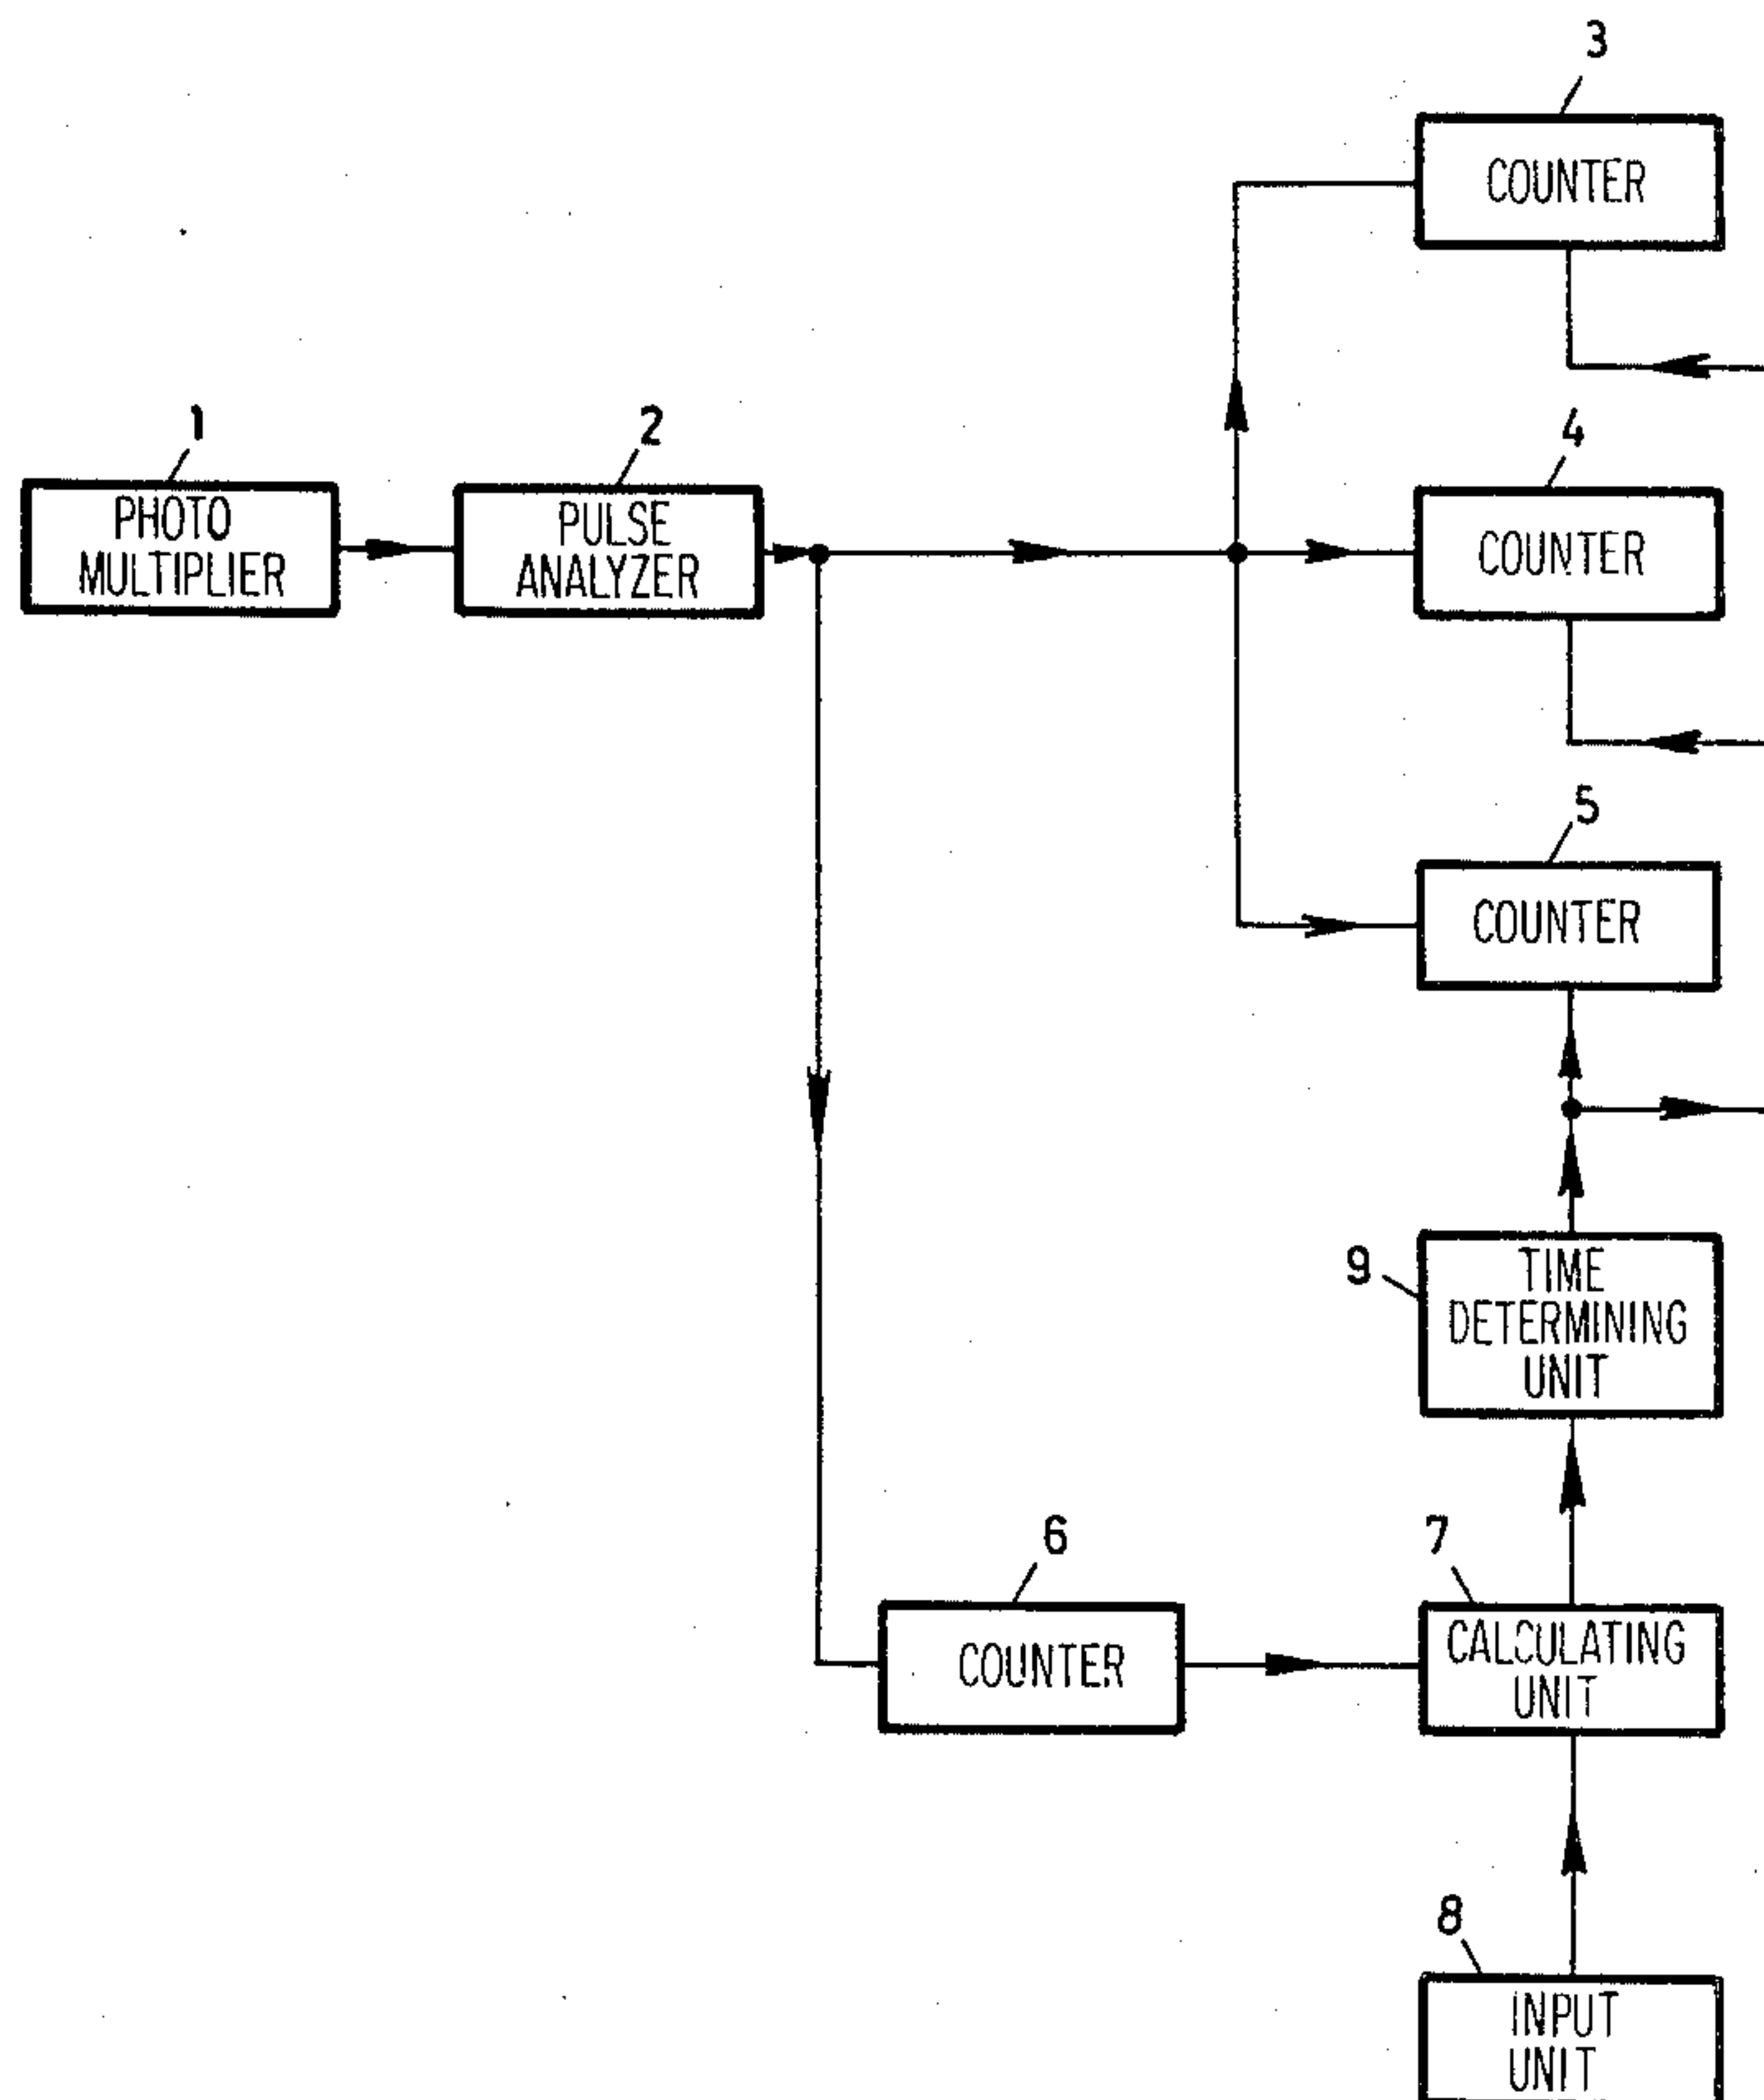 3
COUNTER
1
2
4
PHOTO
MULTIPLIER
PULSE
ANALYZER
COUNTER
5
COUNTER
9
TIME
DETERMINING
UNIT
6
7
COUNTER
CALCULATING
UNIT
8
INPUT
UNIT